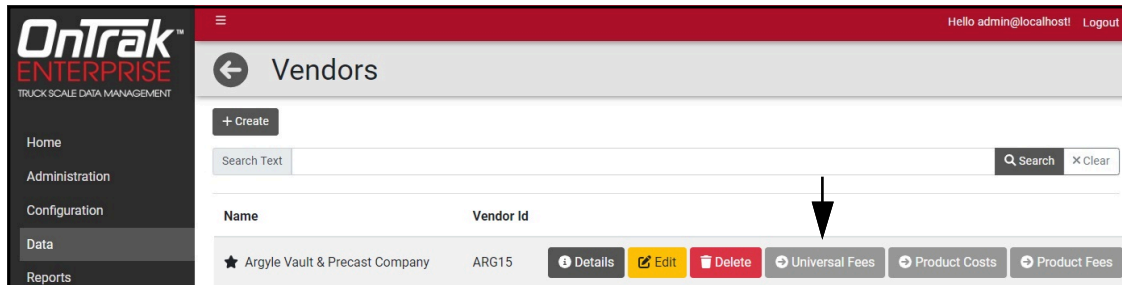 OnTrak™
ENTERPRISE
TRUCK SCALE DATA MANAGEMENT
Hello admin@localhost! Logout
Vendors
+ Create
Search Text Search × Clear
Home
Administration
Configuration
Data
Reports
Name Vendor Id
Argyle Vault & Precast Company ARG15 Details Edit Delete Universal Fees Product Costs Product Fees